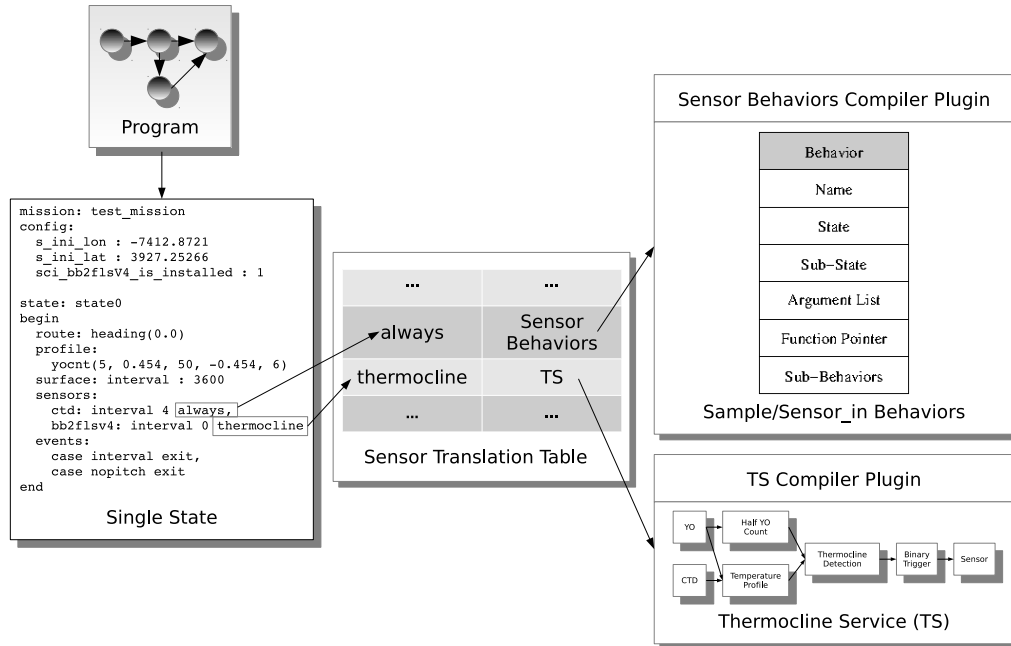 Program
mission: test_mission
config:
s_ini_lon : -7412.8721
s_ini_lat : 3927.25266
sci_bb2flsV4_is_installed : 1
state: state0
begin
route: heading(0.0)
profile:
yocnt(5, 0.454, 50, -0.454, 6)
surface: interval : 3600
sensors:
ctd: interval 4 always,
bb2flsv4: interval 0 thermocline
events:
case interval exit,
case nopitch exit
end
Single State
... ...
always Sensor Behaviors
thermocline TS
... ...
Sensor Translation Table
Sensor Behaviors Compiler Plugin
Behavior
Name
State
Sub-State
Argument List
Function Pointer
Sub-Behaviors
Sample/Sensor_in Behaviors
TS Compiler Plugin
YO
Half YO
Count
CTD
Temperature
Profile
Thermocline
Detection
Binary
Trigger
Sensor
Thermocline Service (TS)